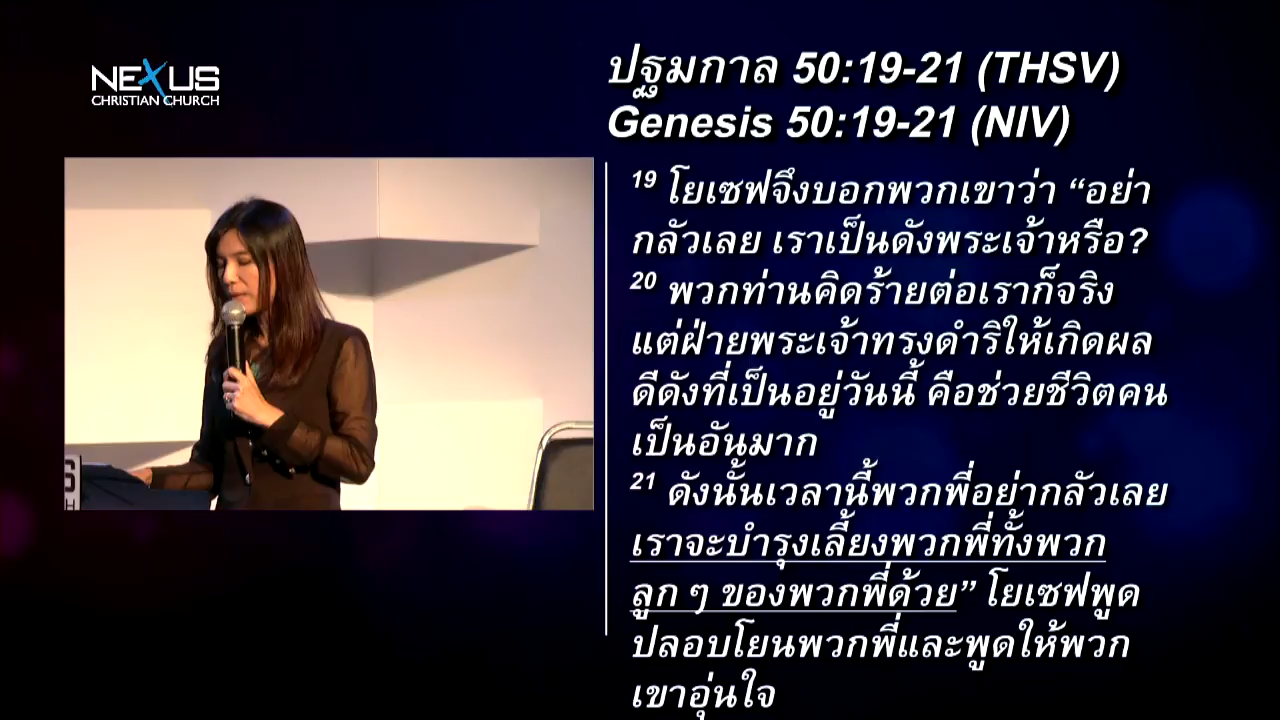 NEXUS
CHRISTIAN CHURCH
ปฐมกาล 50:19-21 (THSV)
Genesis 50:19-21 (NIV)
19 โยเซฟจึงบอกพวกเขาว่า “อย่า
กลัวเลย เราเป็นดังพระเจ้าหรือ?
20 พวกท่านคิดร้ายต่อเราก็จริง
แต่ฝ่ายพระเจ้าทรงดำริให้เกิดผล
ดีดังที่เป็นอยู่วันนี้ คือช่วยชีวิตคน
เป็นอันมาก
21 ดังนั้นเวลานี้พวกพี่อย่ากลัวเลย
เราจะบำรุงเลี้ยงพวกพี่ทั้งพวก
ลูก ๆ ของพวกพี่ด้วย” โยเซฟพูด
ปลอบโยนพวกพี่และพูดให้พวก
เขาอุ่นใจ